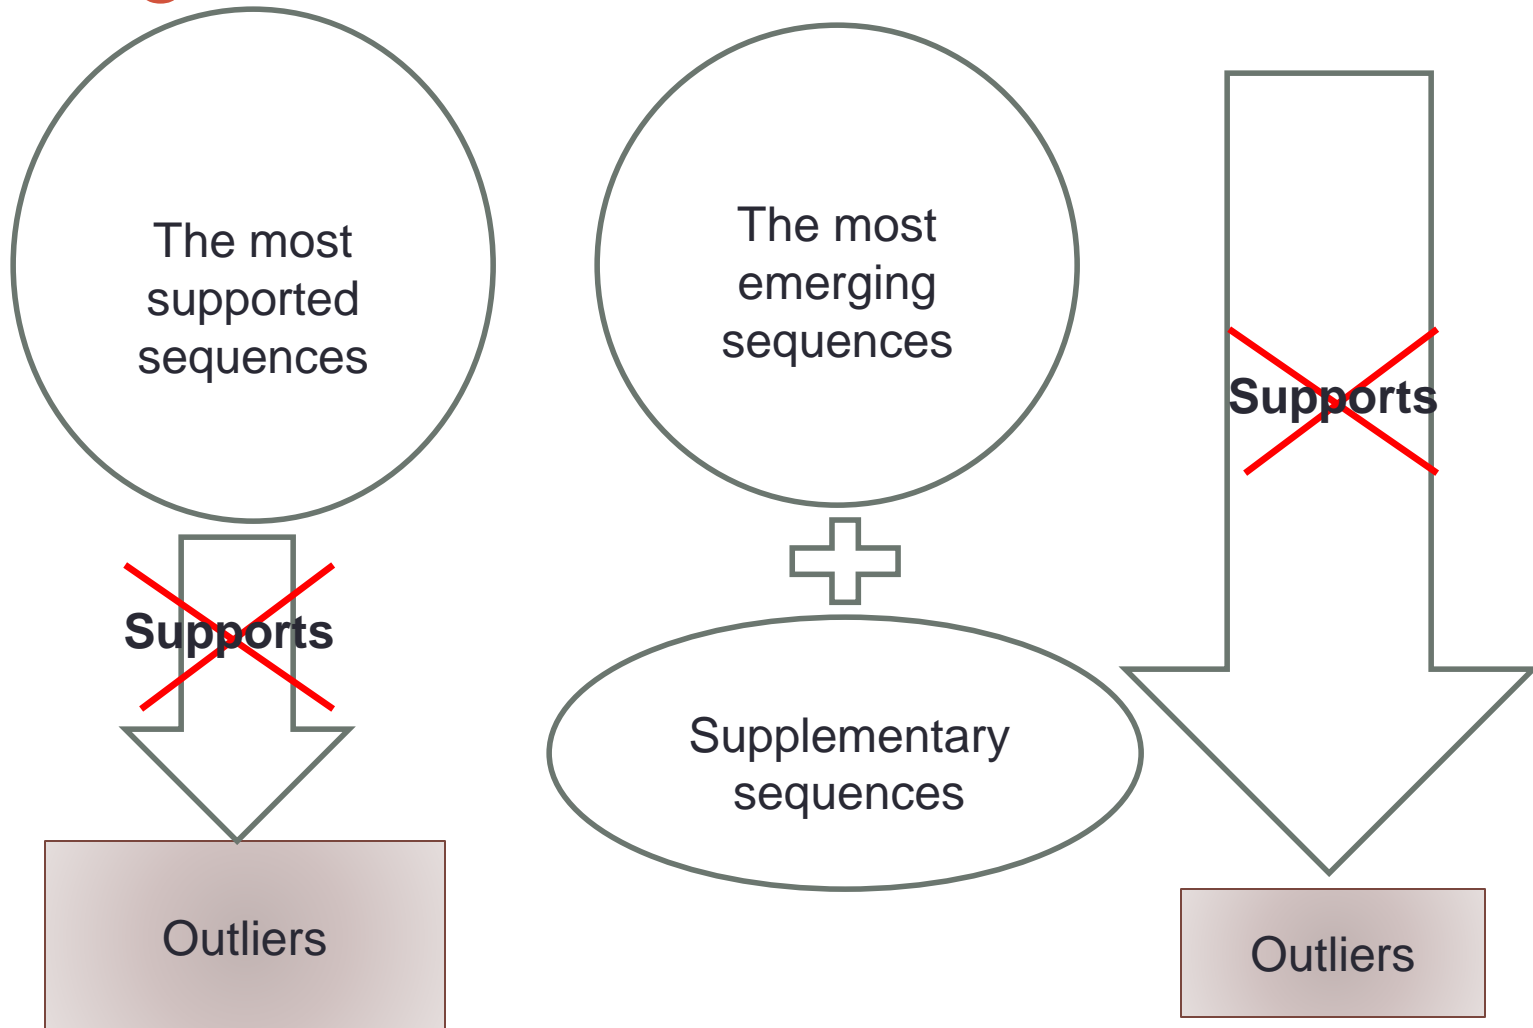 The most
supported
sequences
Supports
Outliers
The most
emerging
sequences
Supplementary
sequences
Supports
Outliers